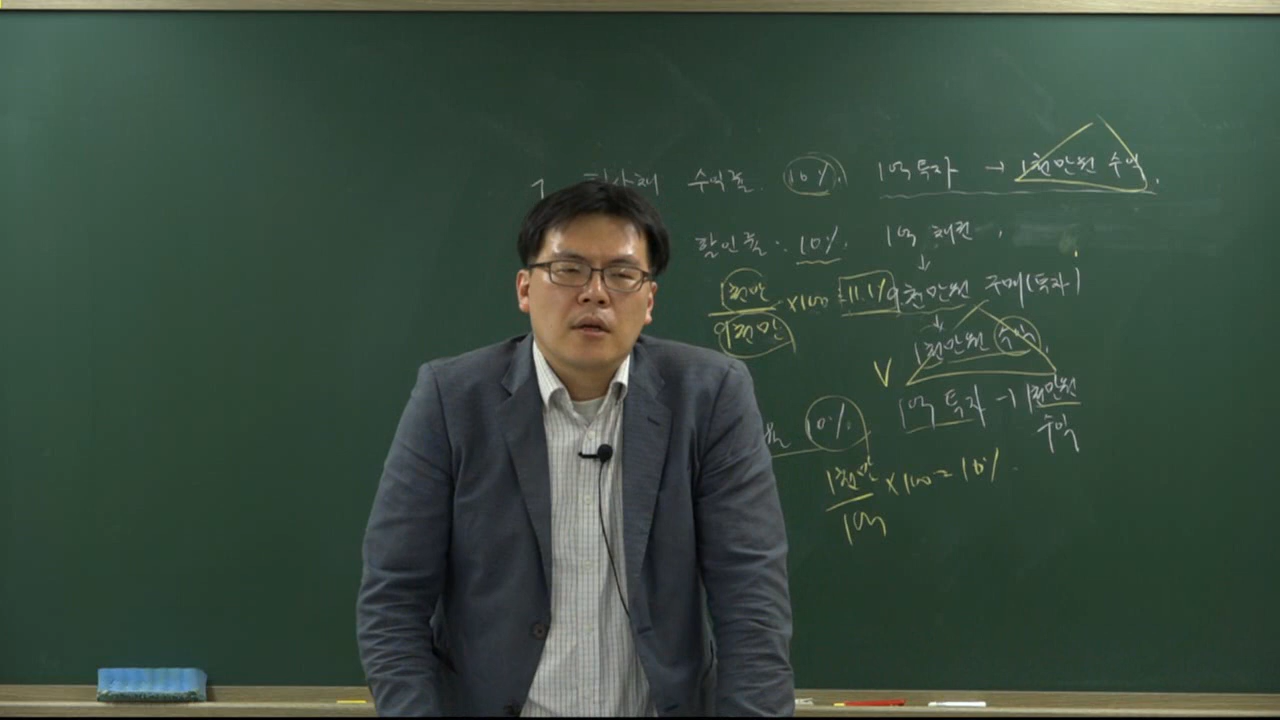 수익률 10% 1억 투자 → 1천만원 수익.
할인률 : 10%. 1억 채권.
↓
1천만/9천만 ×100 = 11.1% 9천만원 구매(투자)
↓
1천만원 수익.
V
률 10% 1억 투자 → 1천만원 수익
1천만/1억 ×100 = 10%.